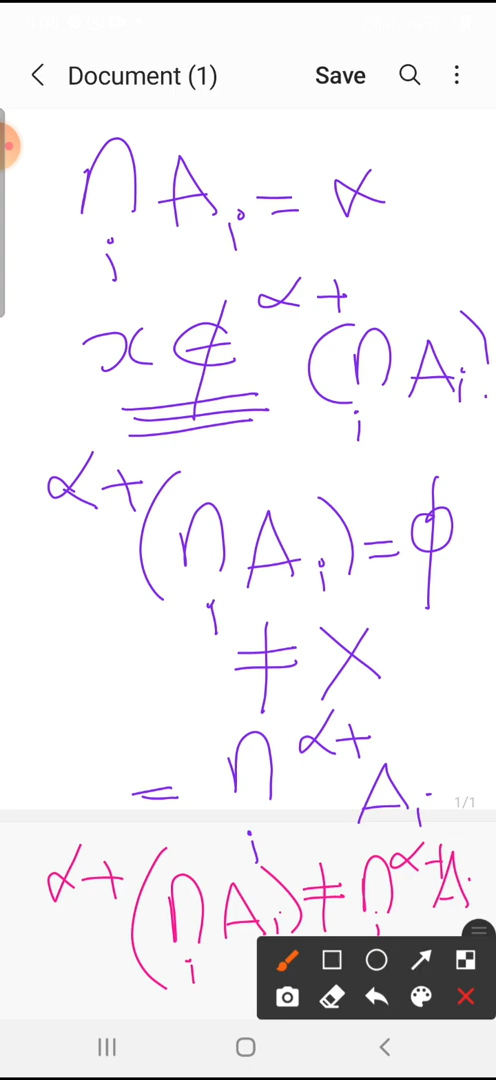 Document (1) Save
⋂ᵢ Aᵢ = α
x ∉ ᵅ⁺(⋂ᵢ Aᵢ)
ᵅ⁺(⋂ᵢ Aᵢ) = ϕ
≠ X
= ⋂ᵢ ᵅ⁺Aᵢ
1/1
ᵅ⁺(⋂ᵢ Aᵢ) ≠ ⋂ᵢ ᵅ⁺Aᵢ